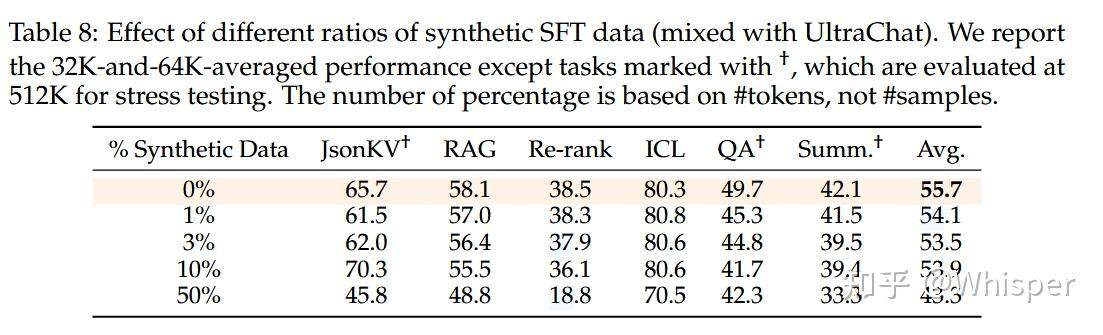 Table 8: Effect of different ratios of synthetic SFT data (mixed with UltraChat). We report
the 32K-and-64K-averaged performance except tasks marked with †, which are evaluated at
512K for stress testing. The number of percentage is based on #tokens, not #samples.
% Synthetic Data JsonKV† RAG Re-rank ICL QA† Summ.† Avg.
0% 65.7 58.1 38.5 80.3 49.7 42.1 55.7
1% 61.5 57.0 38.3 80.8 45.3 41.5 54.1
3% 62.0 56.4 37.9 80.6 44.8 39.5 53.5
10% 70.3 55.5 36.1 80.6 41.7 39.4 53.9
50% 45.8 48.8 18.8 70.5 42.3 33.3 43.3
知乎 @Whisper